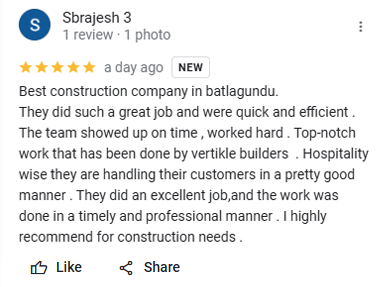 S
Sbrajesh 3
1 review · 1 photo
a day ago NEW
Best construction company in batlagundu.
They did such a great job and were quick and efficient .
The team showed up on time , worked hard . Top-notch
work that has been done by vertikle builders  . Hospitality
wise they are handling their customers in a pretty good
manner . They did an excellent job,and the work was
done in a timely and professional manner . I highly
recommend for construction needs .
Like Share